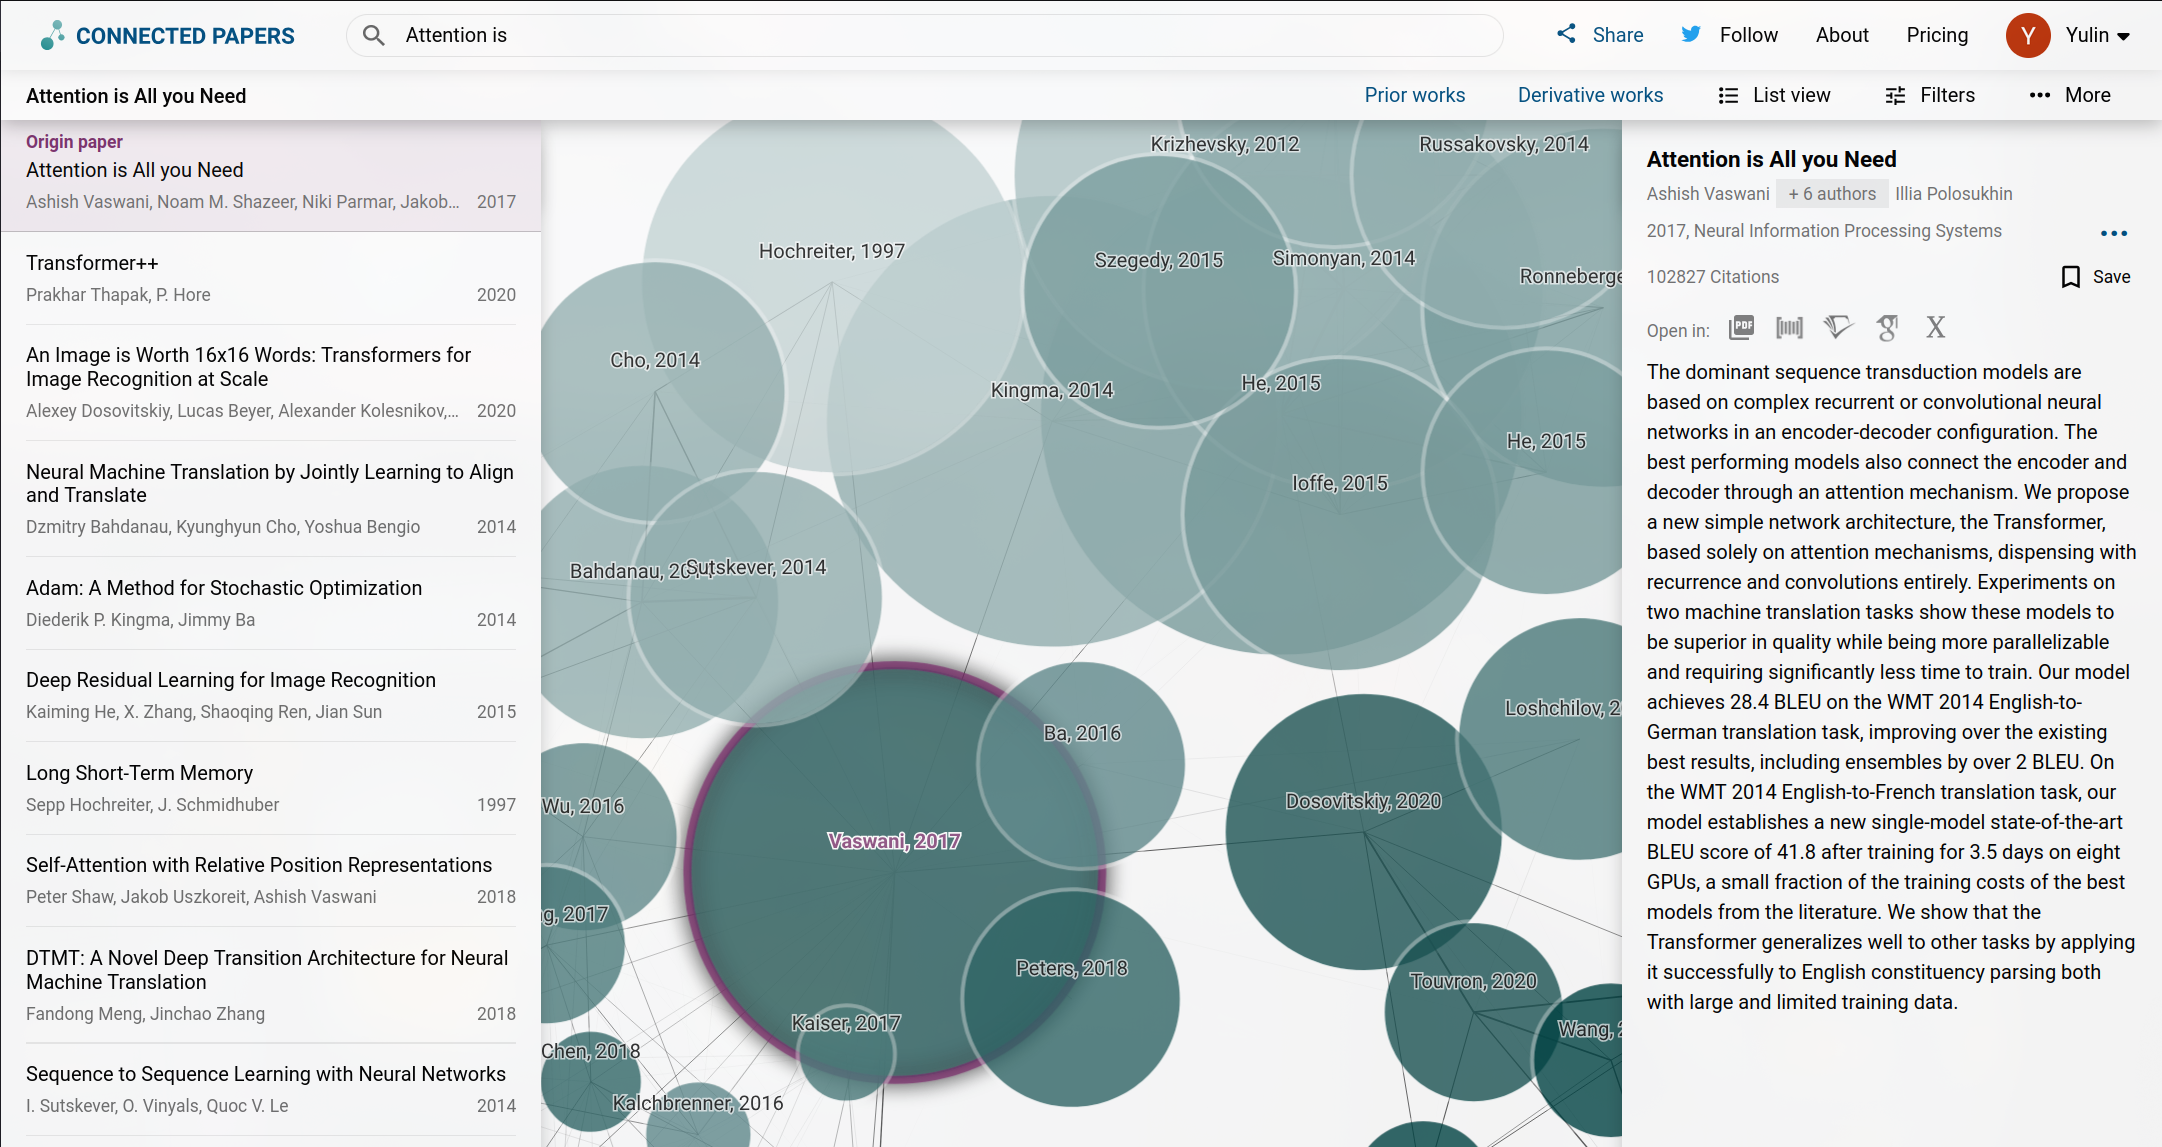 CONNECTED PAPERS
Attention is
Share
Follow
About
Pricing
Y
Yulin
Attention is All you Need
Prior works
Derivative works
List view
Filters
More
Origin paper
Attention is All you Need
Ashish Vaswani, Noam M. Shazeer, Niki Parmar, Jakob... 2017
Transformer++
Prakhar Thapak, P. Hore 2020
An Image is Worth 16x16 Words: Transformers for
Image Recognition at Scale
Alexey Dosovitskiy, Lucas Beyer, Alexander Kolesnikov,... 2020
Neural Machine Translation by Jointly Learning to Align
and Translate
Dzmitry Bahdanau, Kyunghyun Cho, Yoshua Bengio 2014
Adam: A Method for Stochastic Optimization
Diederik P. Kingma, Jimmy Ba 2014
Deep Residual Learning for Image Recognition
Kaiming He, X. Zhang, Shaoqing Ren, Jian Sun 2015
Long Short-Term Memory
Sepp Hochreiter, J. Schmidhuber 1997
Self-Attention with Relative Position Representations
Peter Shaw, Jakob Uszkoreit, Ashish Vaswani 2018
DTMT: A Novel Deep Transition Architecture for Neural
Machine Translation
Fandong Meng, Jinchao Zhang 2018
Sequence to Sequence Learning with Neural Networks
I. Sutskever, O. Vinyals, Quoc V. Le 2014
Krizhevsky, 2012
Russakovsky, 2014
Hochreiter, 1997
Szegedy, 2015
Simonyan, 2014
Ronneberge
Cho, 2014
Kingma, 2014
He, 2015
He, 2015
Ioffe, 2015
Bahdanau, 20
Sutskever, 2014
Loshchilov, 2
Ba, 2016
Wu, 2016
Dosovitskiy, 2020
Vaswani, 2017
g, 2017
Peters, 2018
Touvron, 2020
Kaiser, 2017
Wang, 2
Chen, 2018
Kalchbrenner, 2016
Attention is All you Need
Ashish Vaswani + 6 authors Illia Polosukhin
2017, Neural Information Processing Systems
102827 Citations
Save
Open in:
PDF
X
The dominant sequence transduction models are
based on complex recurrent or convolutional neural
networks in an encoder-decoder configuration. The
best performing models also connect the encoder and
decoder through an attention mechanism. We propose
a new simple network architecture, the Transformer,
based solely on attention mechanisms, dispensing with
recurrence and convolutions entirely. Experiments on
two machine translation tasks show these models to
be superior in quality while being more parallelizable
and requiring significantly less time to train. Our model
achieves 28.4 BLEU on the WMT 2014 English-to-
German translation task, improving over the existing
best results, including ensembles by over 2 BLEU. On
the WMT 2014 English-to-French translation task, our
model establishes a new single-model state-of-the-art
BLEU score of 41.8 after training for 3.5 days on eight
GPUs, a small fraction of the training costs of the best
models from the literature. We show that the
Transformer generalizes well to other tasks by applying
it successfully to English constituency parsing both
with large and limited training data.